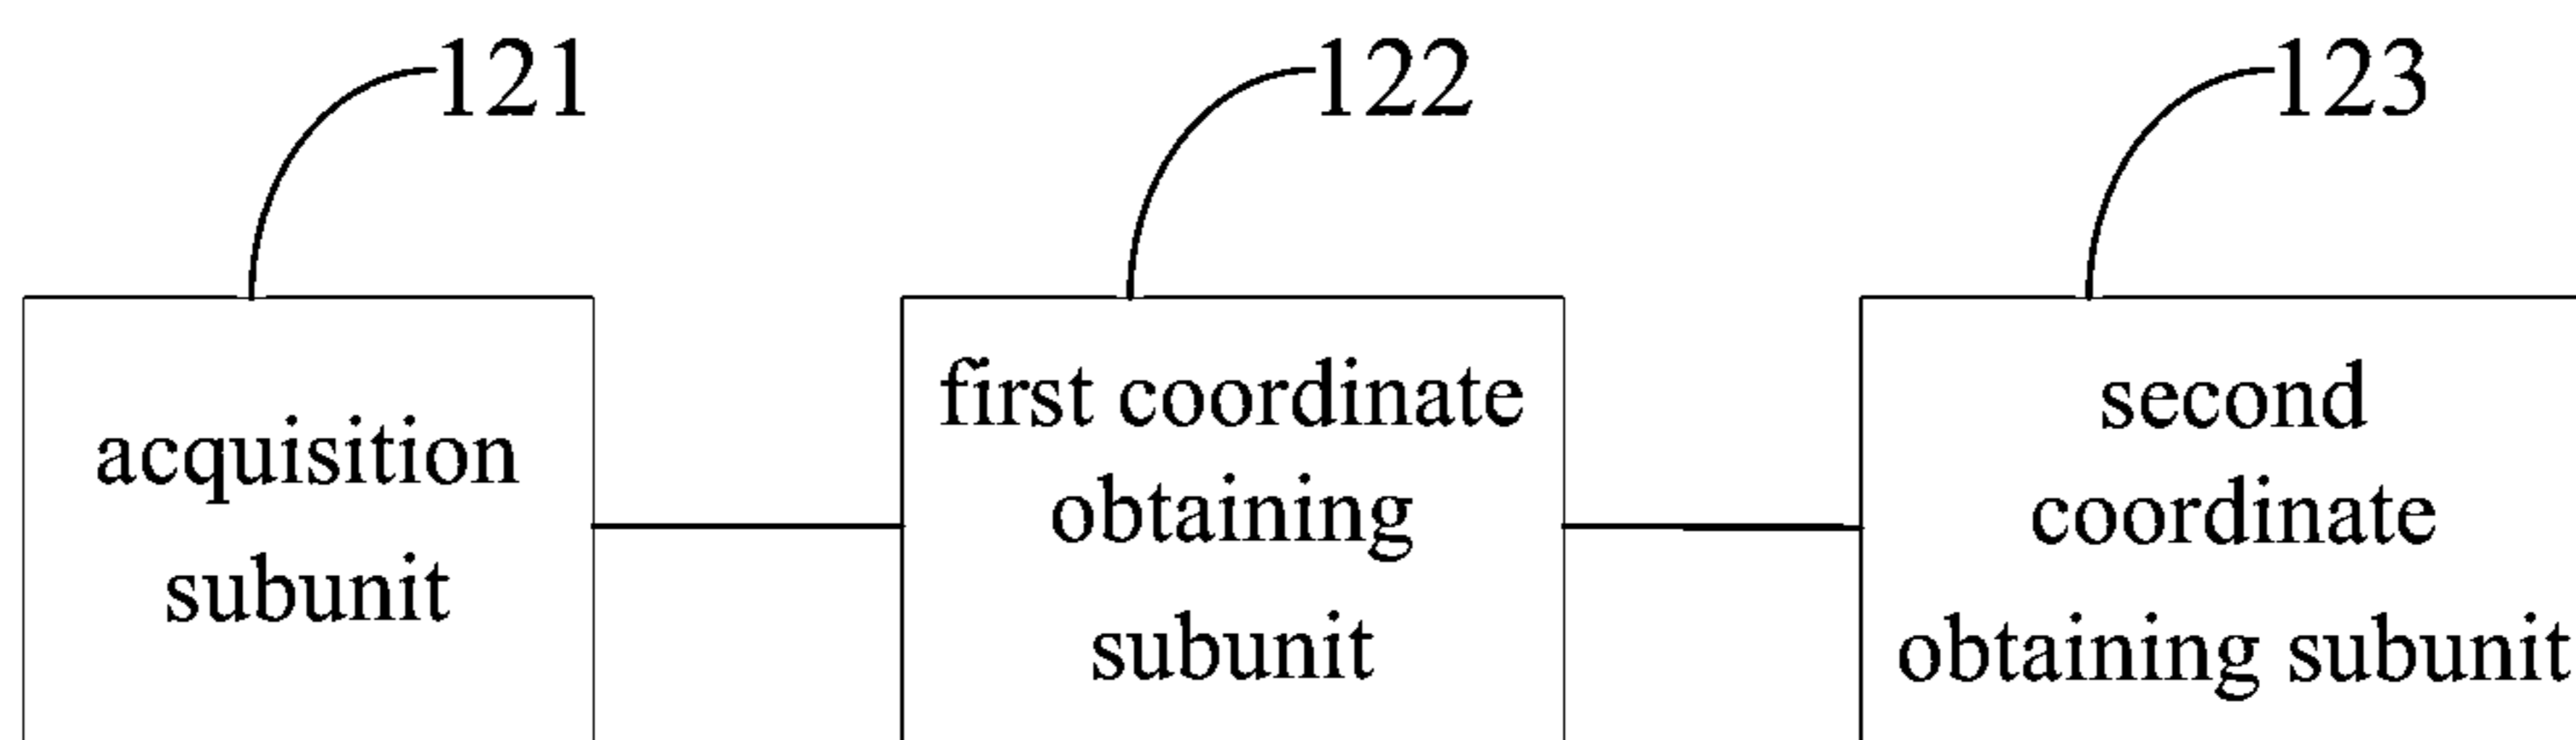 121
122
123
acquisition
subunit
first coordinate
obtaining
subunit
second
coordinate
obtaining subunit